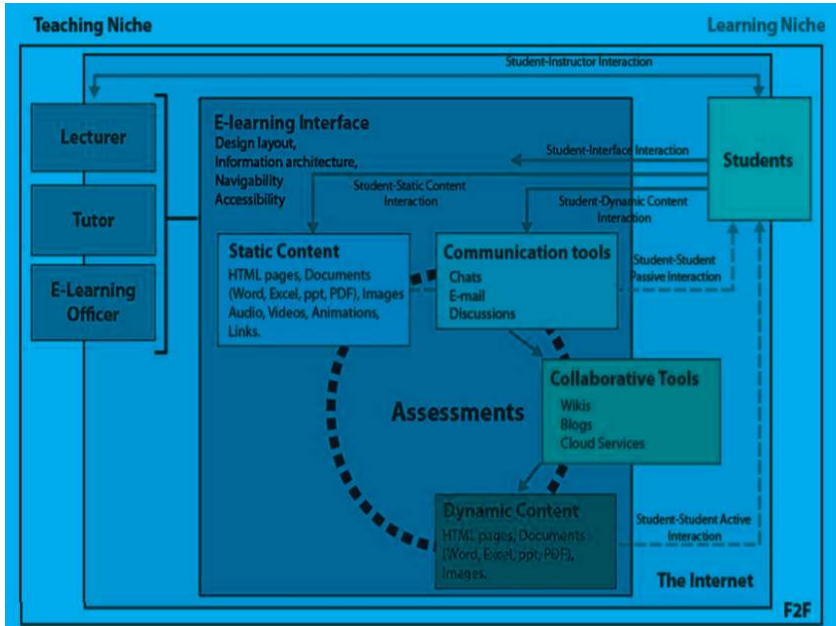 Teaching Niche
Learning Niche
Student-Instructor Interaction
Lecturer
Tutor
E-Learning
Officer
E-learning Interface
Design layout,
Information architecture,
Navigability
Accessibility
Student-Interface Interaction
Students
Student-Static Content
Interaction
Student-Dynamic Content
Interaction
Static Content
HTML pages, Documents
(Word, Excel, ppt, PDF), Images
Audio, Videos, Animations,
Links.
Communication tools
Chats
E-mail
Discussions
Student-Student
Passive Interaction
Collaborative Tools
Wikis
Blogs
Cloud Services
Assessments
Dynamic Content
HTML pages, Documents
(Word, Excel, ppt, PDF),
Images.
Student-Student Active
Interaction
The Internet
F2F